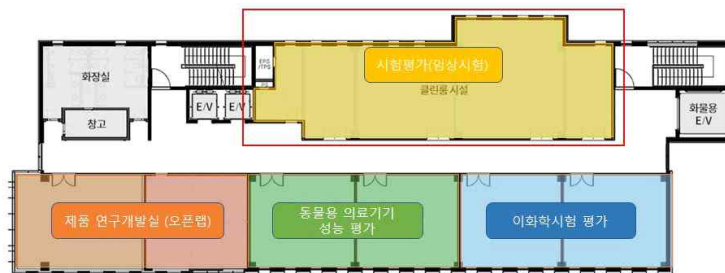 화장실
창고
E/V
E/V
EPS
/TPS
시험평가(임상시험)
클린룸 시설
화물용
E/V
제품 연구개발실 (오픈랩)
동물용 의료기기
성능 평가
이화학시험 평가